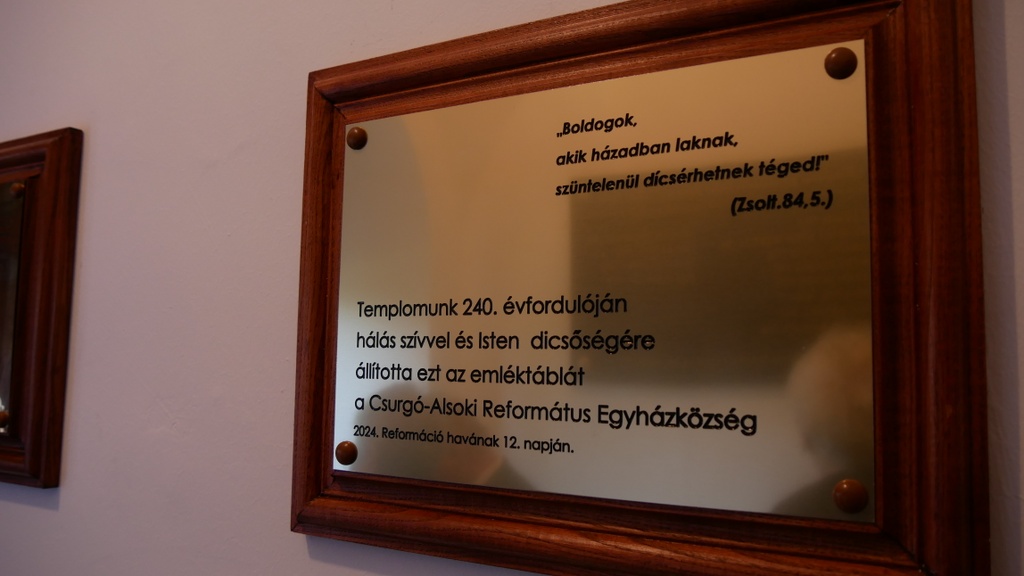 „Boldogok,
akik házadban laknak,
szüntelenül dícsérhetnek téged!"
(Zsolt.84,5.)
Templomunk 240. évfordulóján
hálás szívvel és Isten dicsőségére
állította ezt az emléktáblát
a Csurgó-Alsoki Református Egyházközség
2024. Reformáció havának 12. napján.